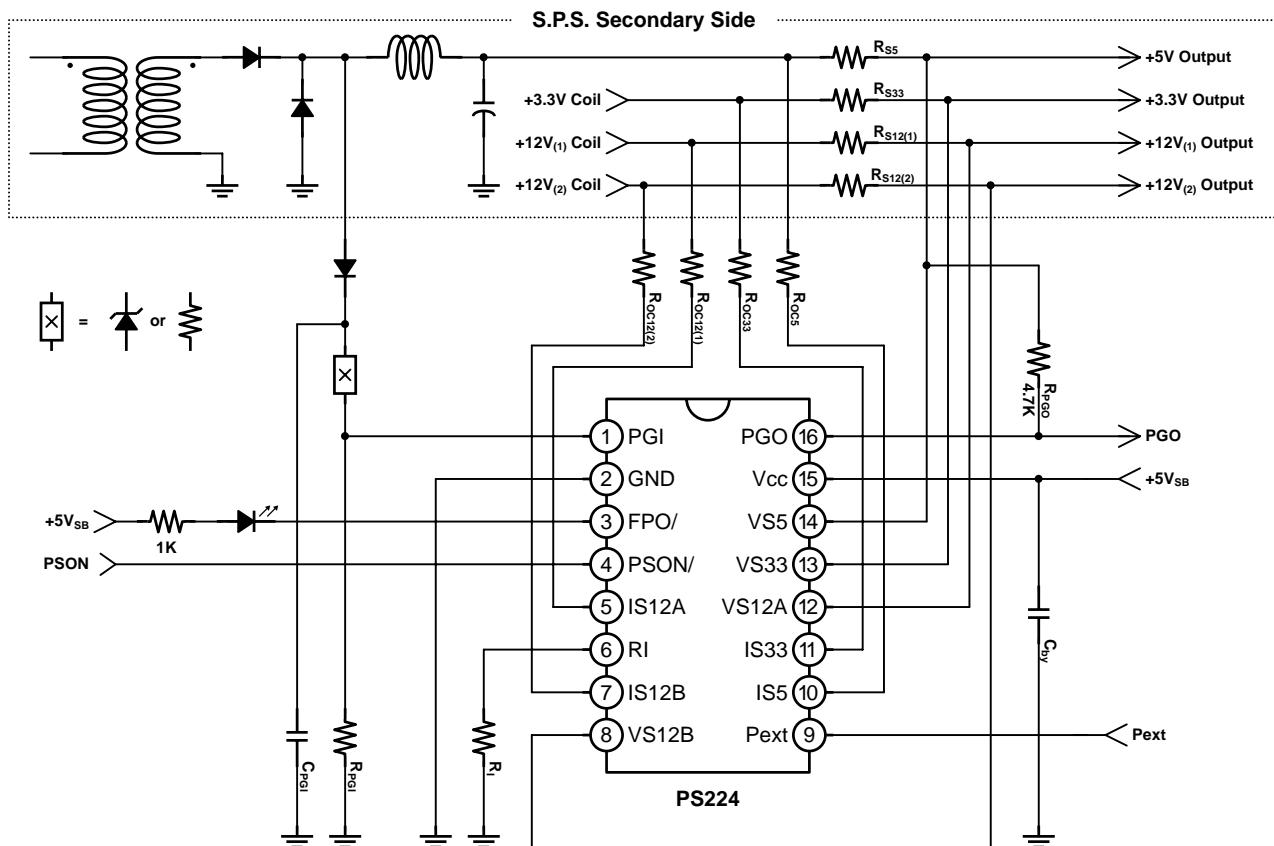 S.P.S. Secondary Side
RS5
+5V Output
+3.3V Coil
RS33
+3.3V Output
+12V(1) Coil
RS12(1)
+12V(1) Output
+12V(2) Coil
RS12(2)
+12V(2) Output
ROC12(2)
ROC12(1)
ROC33
ROC5
= or
RPGO
4.7K
1 PGI
PGO 16
PGO
2 GND
Vcc 15
+5VSB
+5VSB
1K
3 FPO/
VS5 14
PSON
4 PSON/
VS33 13
5 IS12A
VS12A 12
6 RI
IS33 11
Cby
7 IS12B
IS5 10
8 VS12B
Pext 9
Pext
CPGI
RPGI
RI
PS224